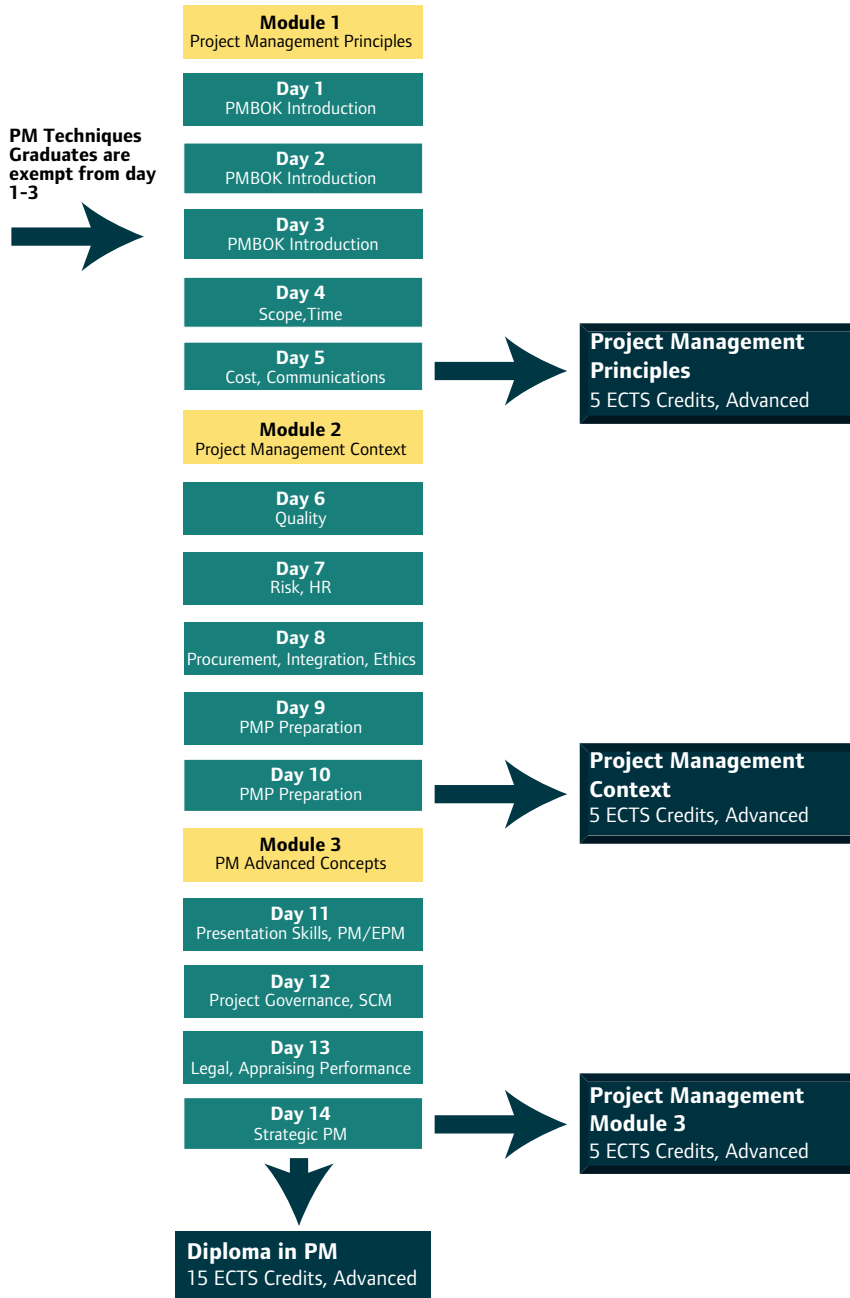 Module 1
Project Management Principles
Day 1
PMBOK Introduction
PM Techniques
Graduates are
exempt from day
1-3
Day 2
PMBOK Introduction
Day 3
PMBOK Introduction
Day 4
Scope,Time
Day 5
Cost, Communications
Project Management
Principles
5 ECTS Credits, Advanced
Module 2
Project Management Context
Day 6
Quality
Day 7
Risk, HR
Day 8
Procurement, Integration, Ethics
Day 9
PMP Preparation
Day 10
PMP Preparation
Project Management
Context
5 ECTS Credits, Advanced
Module 3
PM Advanced Concepts
Day 11
Presentation Skills, PM/EPM
Day 12
Project Governance, SCM
Day 13
Legal, Appraising Performance
Day 14
Strategic PM
Project Management
Module 3
5 ECTS Credits, Advanced
Diploma in PM
15 ECTS Credits, Advanced